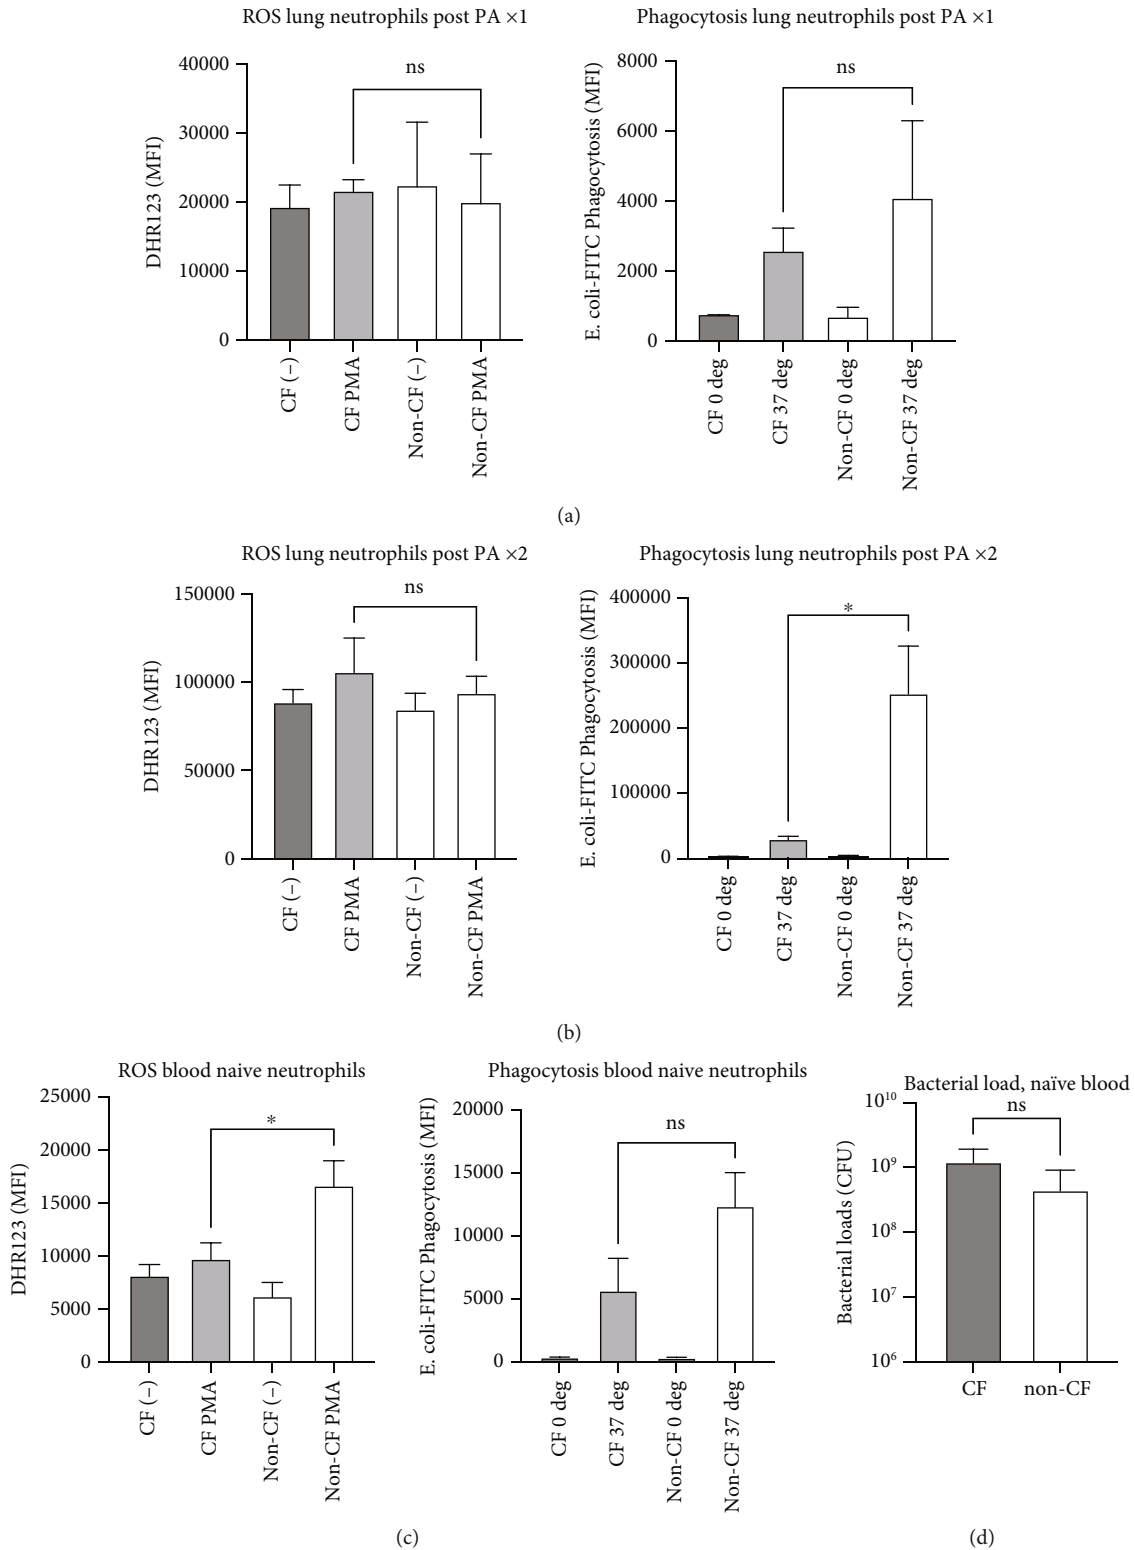 ROS lung neutrophils post PA ×1
DHR123 (MFI)
40000
30000
20000
10000
0
ns
CF (–)
CF PMA
Non-CF (–)
Non-CF PMA
Phagocytosis lung neutrophils post PA ×1
E. coli-FITC Phagocytosis (MFI)
8000
6000
4000
2000
0
ns
CF 0 deg
CF 37 deg
Non-CF 0 deg
Non-CF 37 deg
(a)
ROS lung neutrophils post PA ×2
DHR123 (MFI)
150000
100000
50000
0
ns
CF (–)
CF PMA
Non-CF (–)
Non-CF PMA
Phagocytosis lung neutrophils post PA ×2
E. coli-FITC Phagocytosis (MFI)
400000
300000
200000
100000
0
*
CF 0 deg
CF 37 deg
Non-CF 0 deg
Non-CF 37 deg
(b)
ROS blood naive neutrophils
DHR123 (MFI)
25000
20000
15000
10000
5000
0
*
CF (–)
CF PMA
Non-CF (–)
Non-CF PMA
Phagocytosis blood naive neutrophils
E. coli-FITC Phagocytosis (MFI)
20000
15000
10000
5000
0
ns
CF 0 deg
CF 37 deg
Non-CF 0 deg
Non-CF 37 deg
(c)
Bacterial load, naïve blood
Bacterial loads (CFU)
10¹⁰
10⁹
10⁸
10⁷
10⁶
ns
CF
non-CF
(d)